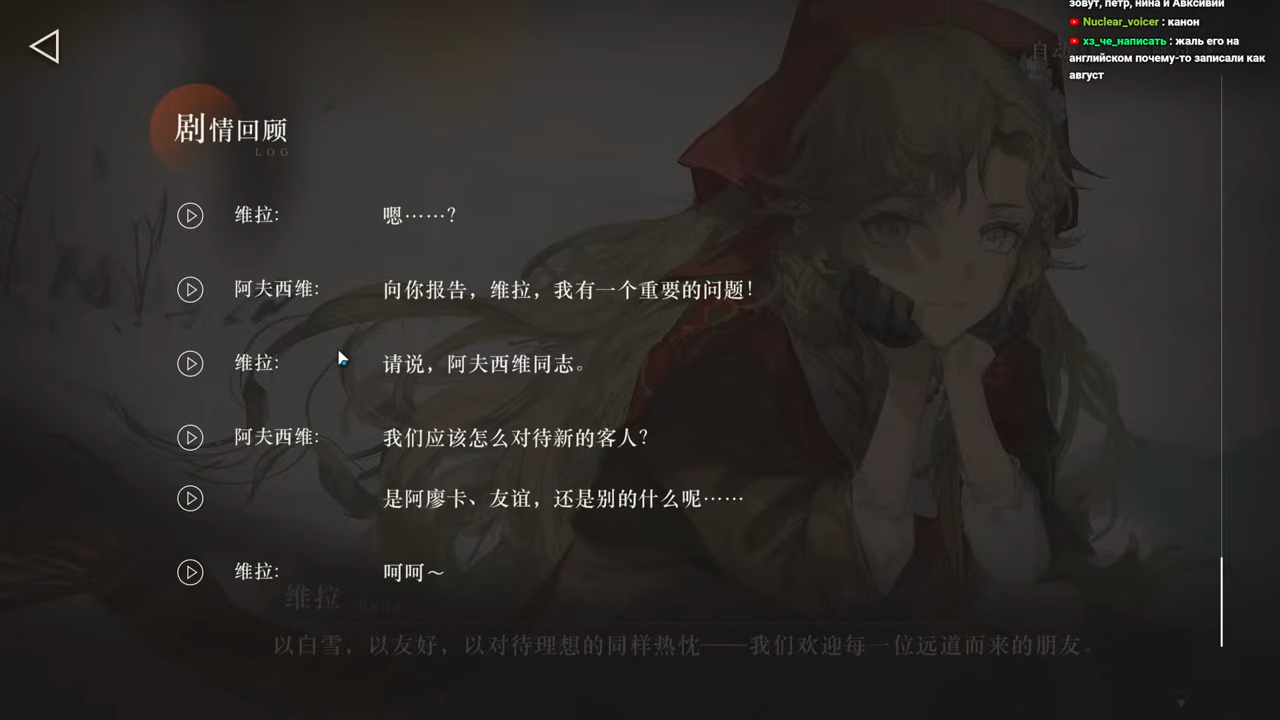 зовут, петр, нина и Авксивий
Nuclear_voicer : канон
хз_че_написать : жаль его на
английском почему-то записали как
август
自动
剧情回顾
LOG
维拉: 嗯……?
阿夫西维: 向你报告，维拉，我有一个重要的问题！
维拉: 请说，阿夫西维同志。
阿夫西维: 我们应该怎么对待新的客人？
是阿廖卡、友谊，还是别的什么呢……
维拉: 呵呵～
维拉
以白雪，以友好，以对待理想的同样热忱——我们欢迎每一位远道而来的朋友。